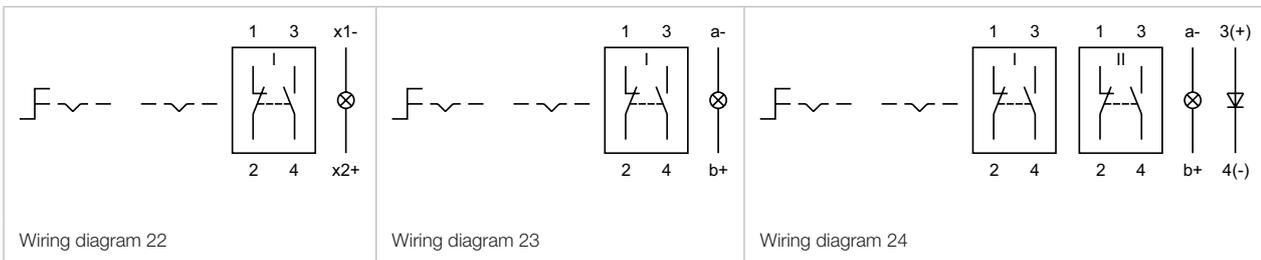 1 3 x1-
I
2 4 x2+
Wiring diagram 22
1 3 a-
I
2 4 b+
Wiring diagram 23
1 3 1 3 a- 3(+)
I II
2 4 2 4 b+ 4(-)
Wiring diagram 24